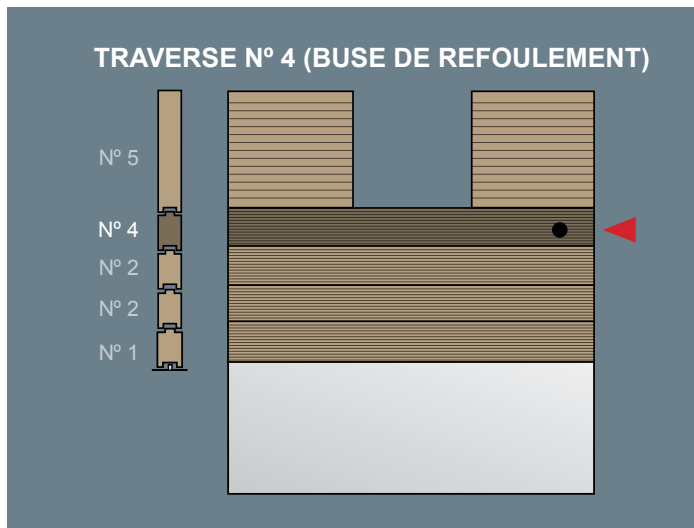 TRAVERSE Nº 4 (BUSE DE REFOULEMENT)
Nº 5
Nº 4
Nº 2
Nº 2
Nº 1